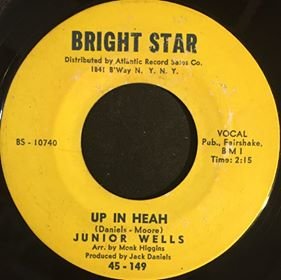 BRIGHT STAR
Distributed by Atlantic Record Sales Co.
1841 B'WAY N. Y. N. Y.
BS - 10740
VOCAL
Pub., Fairshake,
BMI
Time: 2:15
UP IN HEAH
(Daniels - Moore)
JUNIOR WELLS
Arr. by Monk Higgins
Produced by Jack Daniels
45 - 149